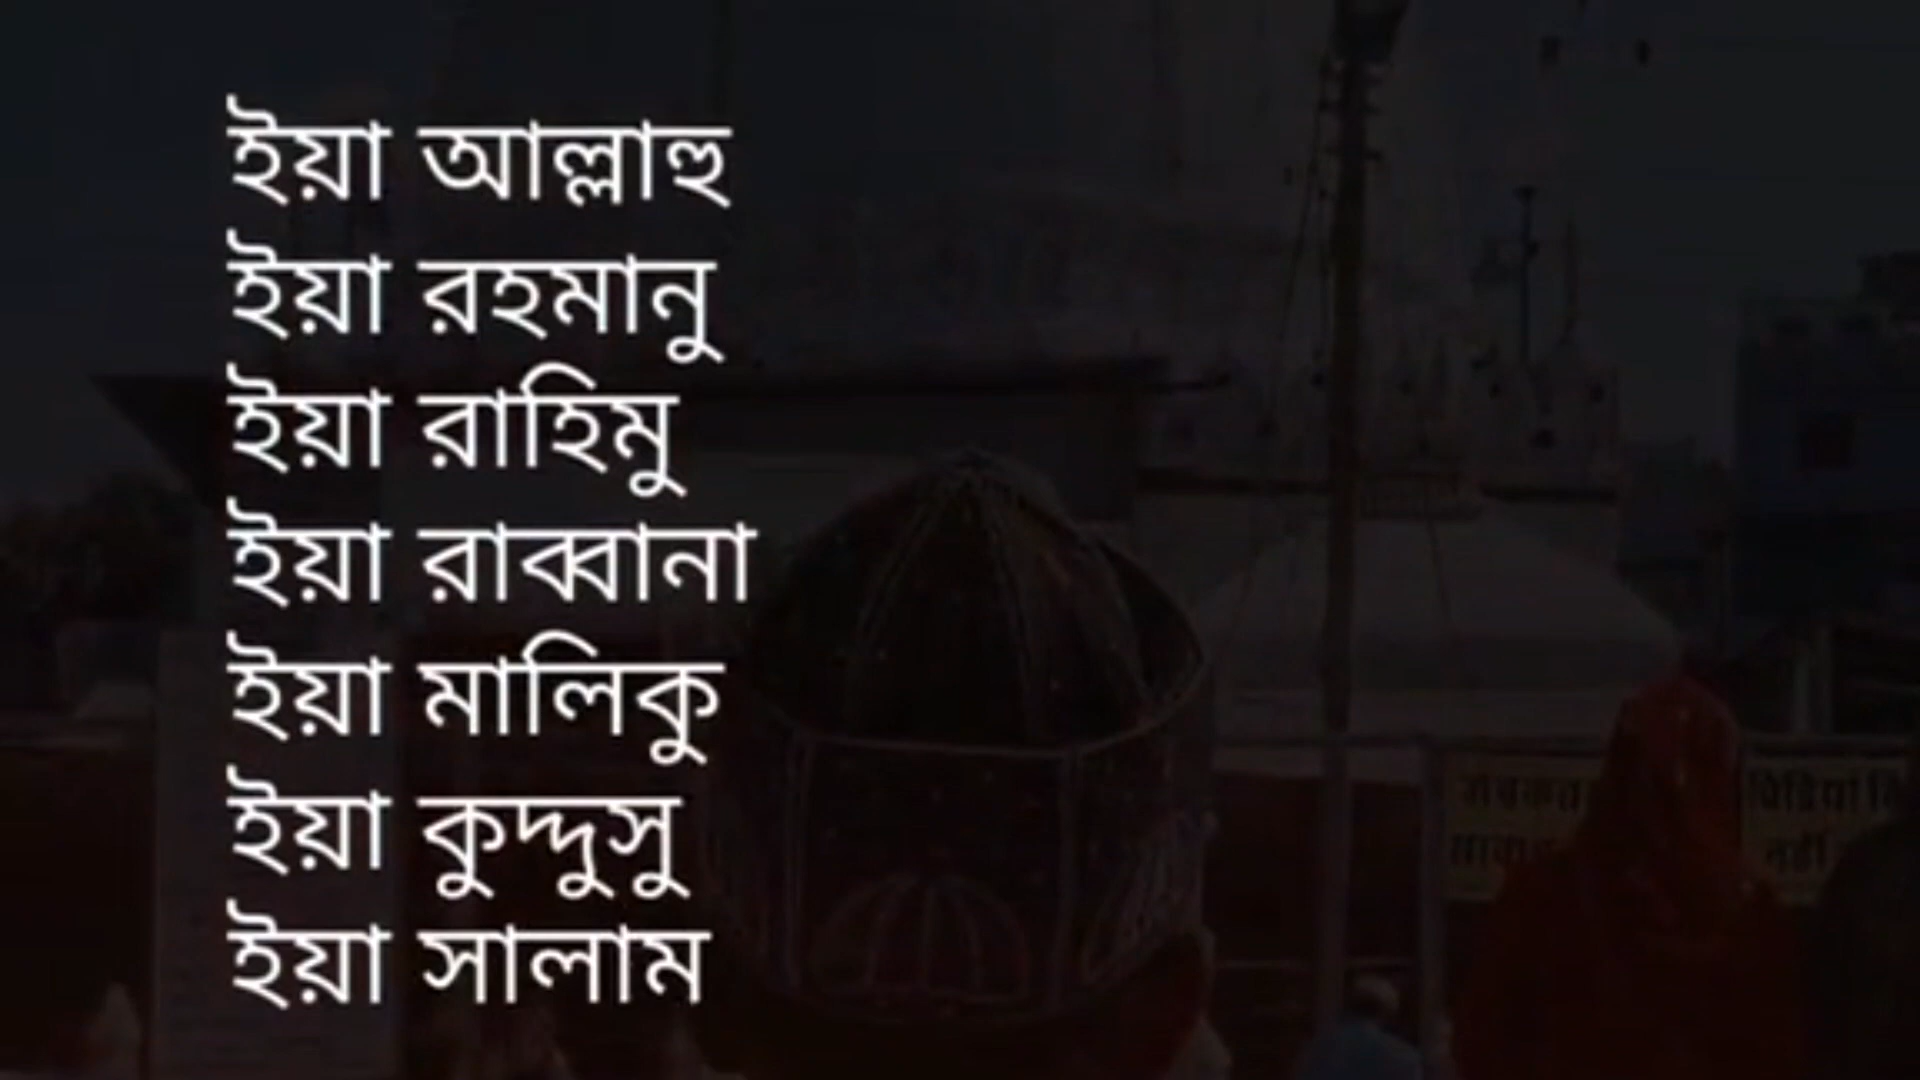 ইয়া আল্লাহু
ইয়া রহমানু
ইয়া রাহিমু
ইয়া রাব্বানা
ইয়া মালিকু
ইয়া কুদ্দুসু
ইয়া সালাম